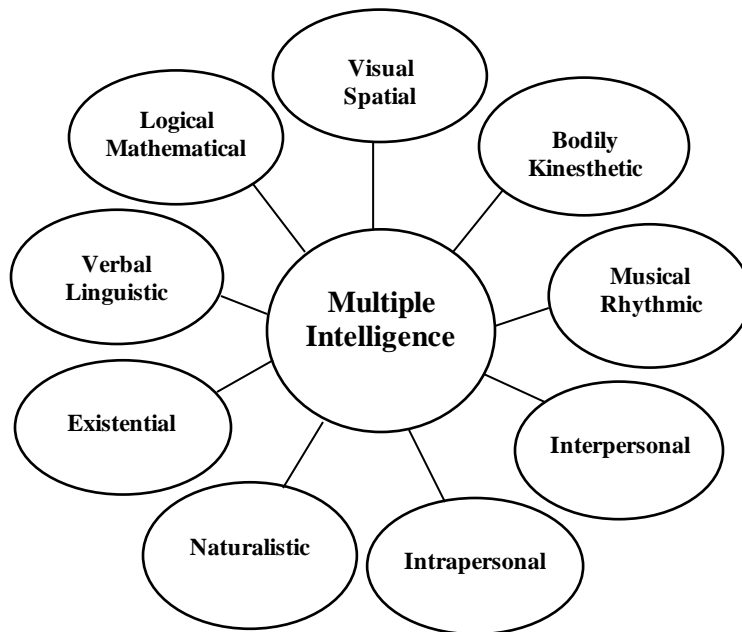 Visual
Spatial
Logical
Mathematical
Bodily
Kinesthetic
Verbal
Linguistic
Multiple
Intelligence
Musical
Rhythmic
Existential
Interpersonal
Naturalistic
Intrapersonal